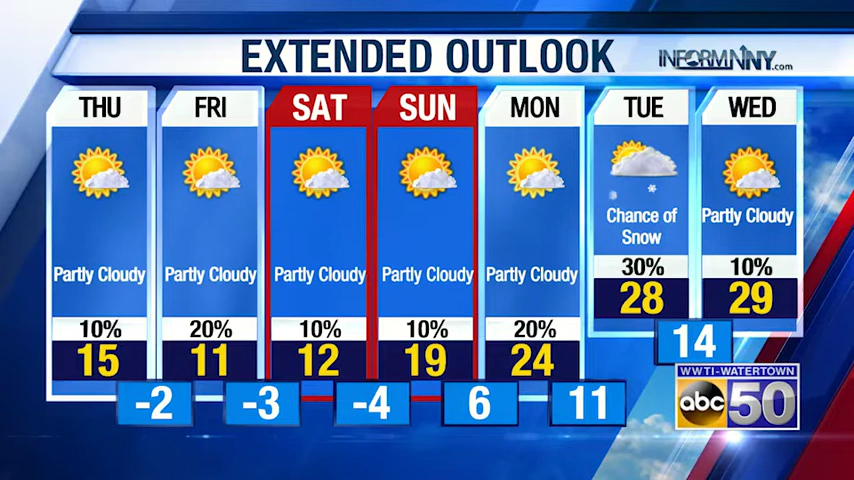 EXTENDED OUTLOOK
INFORMNNY.com
THU
FRI
SAT
SUN
MON
TUE
WED
Partly Cloudy
Partly Cloudy
Partly Cloudy
Partly Cloudy
Partly Cloudy
Chance of
Snow
Partly Cloudy
10%
20%
10%
10%
20%
30%
10%
15
11
12
19
24
28
29
-2
-3
-4
6
11
14
WWTI-WATERTOWN
abc 50